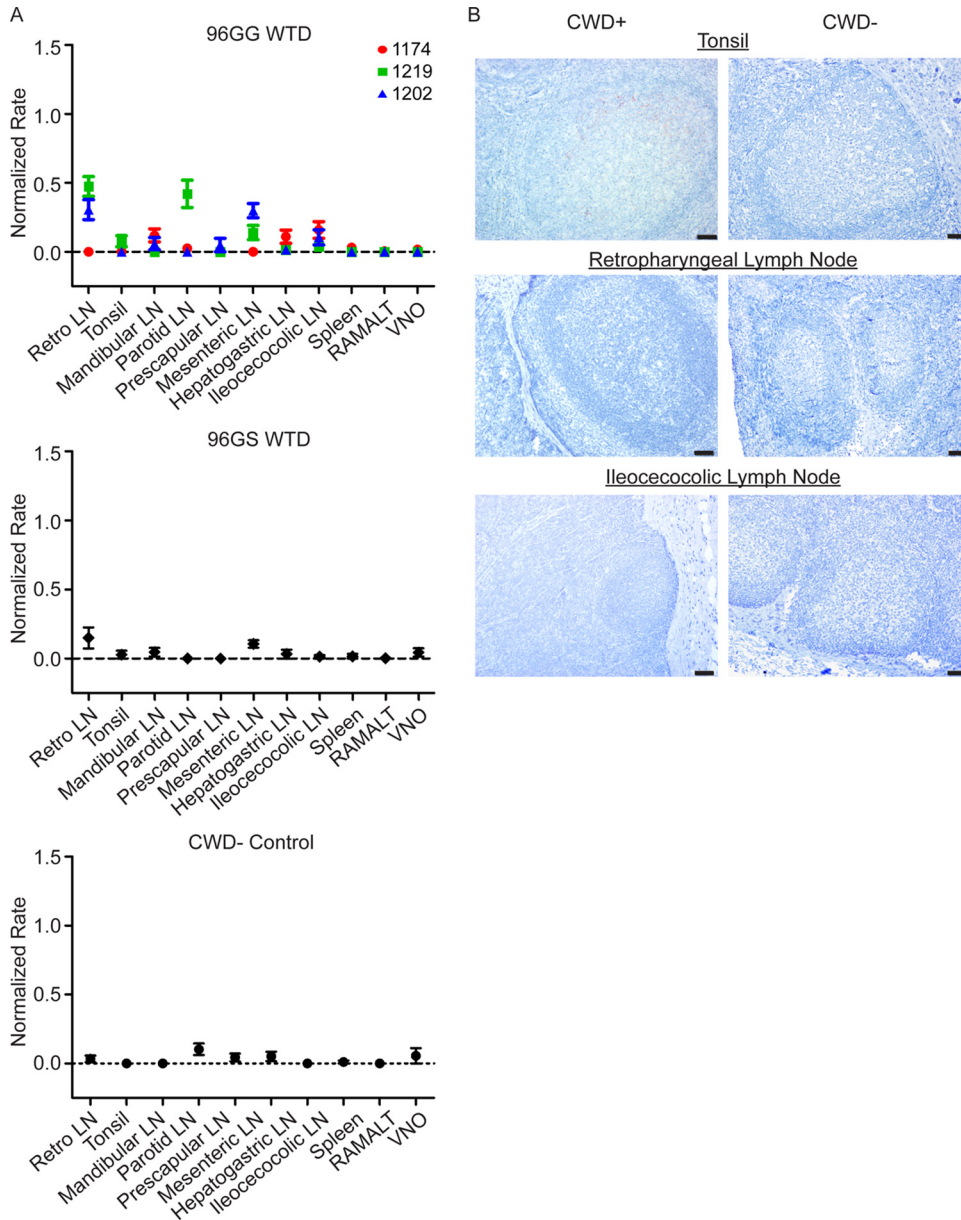 A
96GG WTD
1.5
1.0
0.5
0.0
Normalized Rate
1174
1219
1202
Retro LN
Tonsil
Mandibular LN
Parotid LN
Prescapular LN
Mesenteric LN
Hepatogastric LN
Ileocecocolic LN
Spleen
RAMALT
VNO
96GS WTD
1.5
1.0
0.5
0.0
Normalized Rate
Retro LN
Tonsil
Mandibular LN
Parotid LN
Prescapular LN
Mesenteric LN
Hepatogastric LN
Ileocecocolic LN
Spleen
RAMALT
VNO
CWD- Control
1.5
1.0
0.5
0.0
Normalized Rate
Retro LN
Tonsil
Mandibular LN
Parotid LN
Prescapular LN
Mesenteric LN
Hepatogastric LN
Ileocecocolic LN
Spleen
RAMALT
VNO
B
CWD+ CWD-
Tonsil
Retropharyngeal Lymph Node
Ileocecocolic Lymph Node